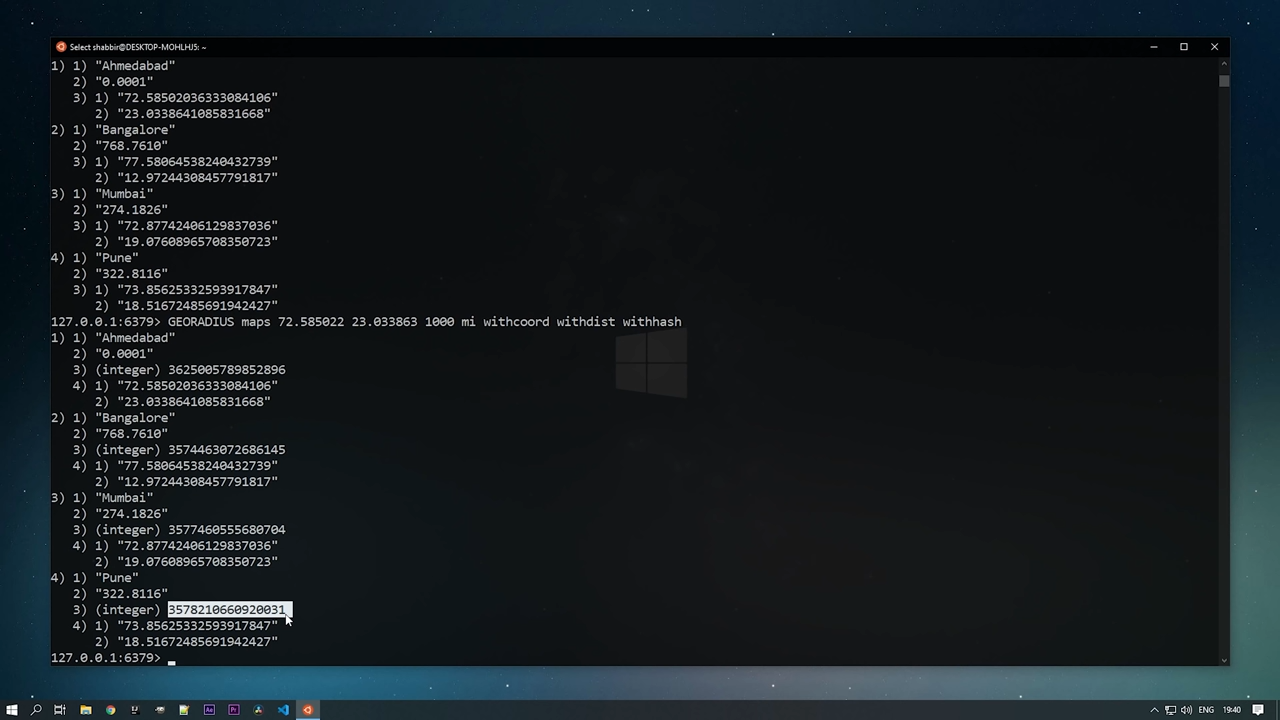 Select shabbir@DESKTOP-MOHLHJ5: ~
1) 1) "Ahmedabad"
2) "0.0001"
3) 1) "72.58502036333084106"
2) "23.0338641085831668"
2) 1) "Bangalore"
2) "768.7610"
3) 1) "77.58064538240432739"
2) "12.97244308457791817"
3) 1) "Mumbai"
2) "274.1826"
3) 1) "72.87742406129837036"
2) "19.07608965708350723"
4) 1) "Pune"
2) "322.8116"
3) 1) "73.85625332593917847"
2) "18.51672485691942427"
127.0.0.1:6379> GEORADIUS maps 72.585022 23.033863 1000 mi withcoord withdist withhash
1) 1) "Ahmedabad"
2) "0.0001"
3) (integer) 3625005789852896
4) 1) "72.58502036333084106"
2) "23.0338641085831668"
2) 1) "Bangalore"
2) "768.7610"
3) (integer) 3574463072686145
4) 1) "77.58064538240432739"
2) "12.97244308457791817"
3) 1) "Mumbai"
2) "274.1826"
3) (integer) 3577460555680704
4) 1) "72.87742406129837036"
2) "19.07608965708350723"
4) 1) "Pune"
2) "322.8116"
3) (integer) 3578210660920031
4) 1) "73.85625332593917847"
2) "18.51672485691942427"
127.0.0.1:6379>
ENG 19:40